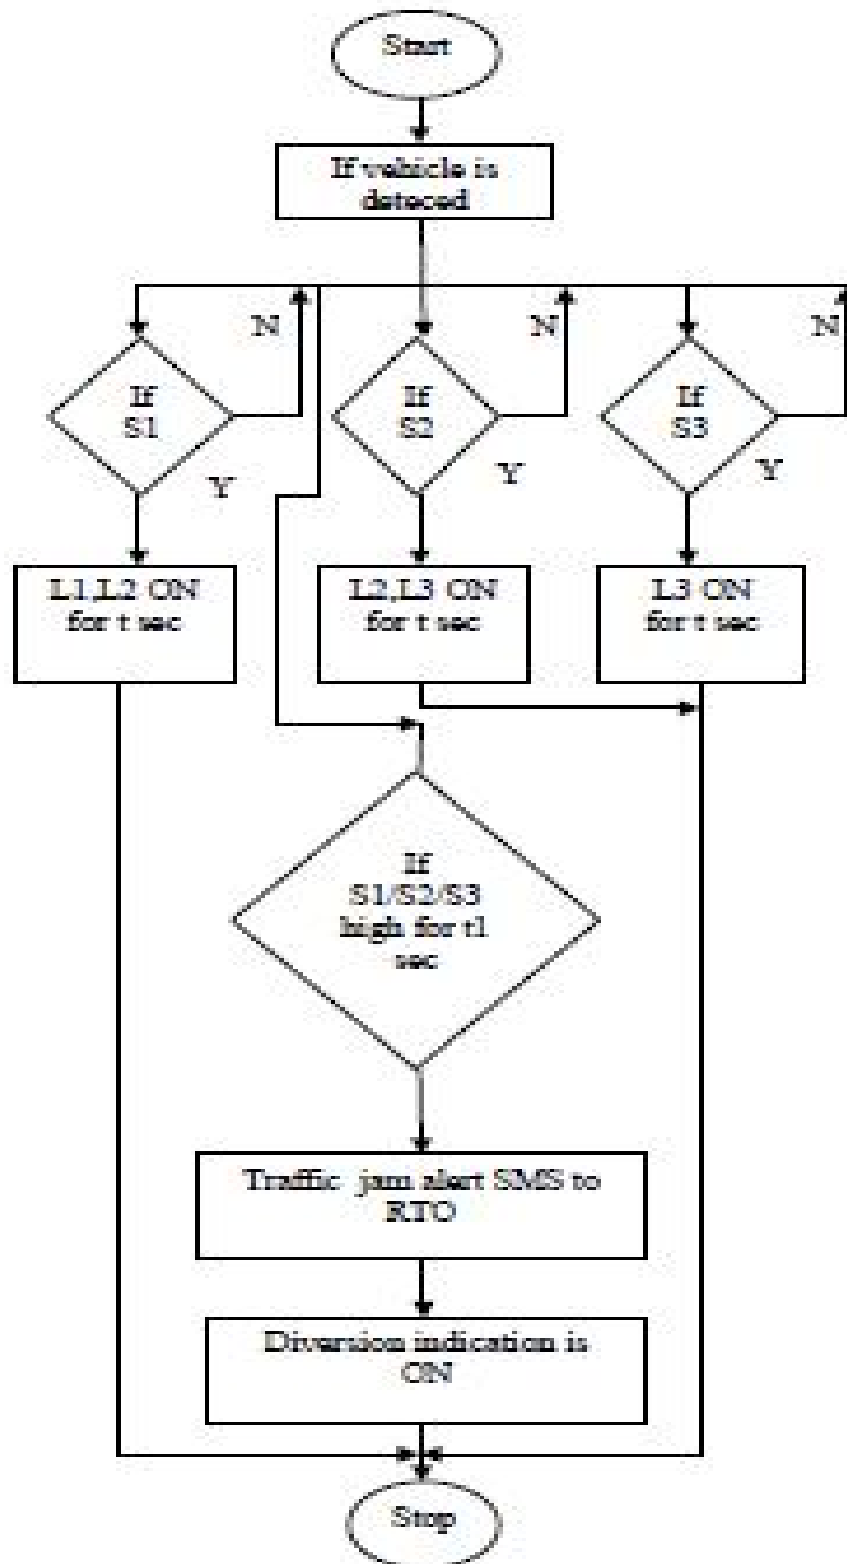 Start
If vehicle is
deteced
N
N
N
If
S1
If
S2
If
S3
Y
Y
Y
L1,L2 ON
for t sec
L2,L3 ON
for t sec
L3 ON
for t sec
If
S1/S2/S3
high for t1
sec
Traffic jam alert SMS to
RTO
Diversion indication is
ON
Stop